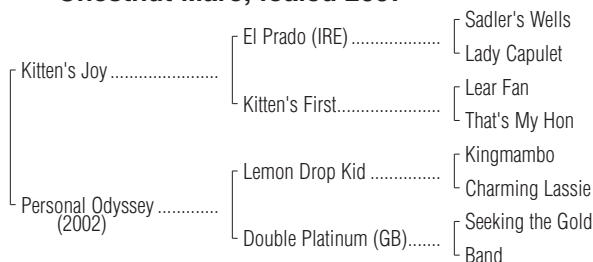 Chestnut Mare; foaled
Sadler's Wells
El Prado (IRE) ...................
Lady Capulet
Kitten's Joy .......................
Lear Fan
Kitten's First......................
That's My Hon
Kingmambo
Lemon Drop Kid ...............
Charming Lassie
Personal Odyssey .............
(2002)
Seeking the Gold
Double Platinum (GB).......
Band